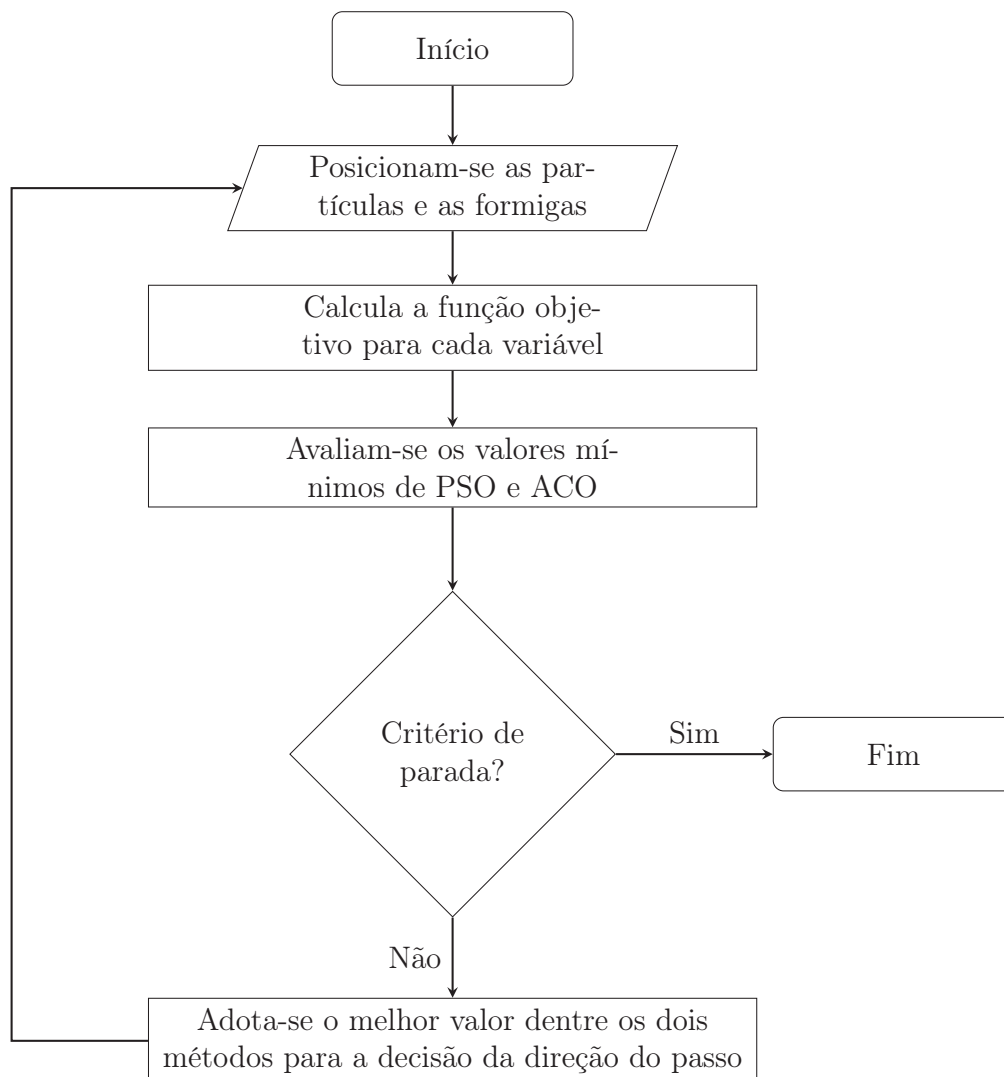 Início
Posicionam-se as par-
tículas e as formigas
Calcula a função obje-
tivo para cada variável
Avaliam-se os valores mí-
nimos de PSO e ACO
Critério de
parada?
Sim
Fim
Não
Adota-se o melhor valor dentre os dois
métodos para a decisão da direção do passo